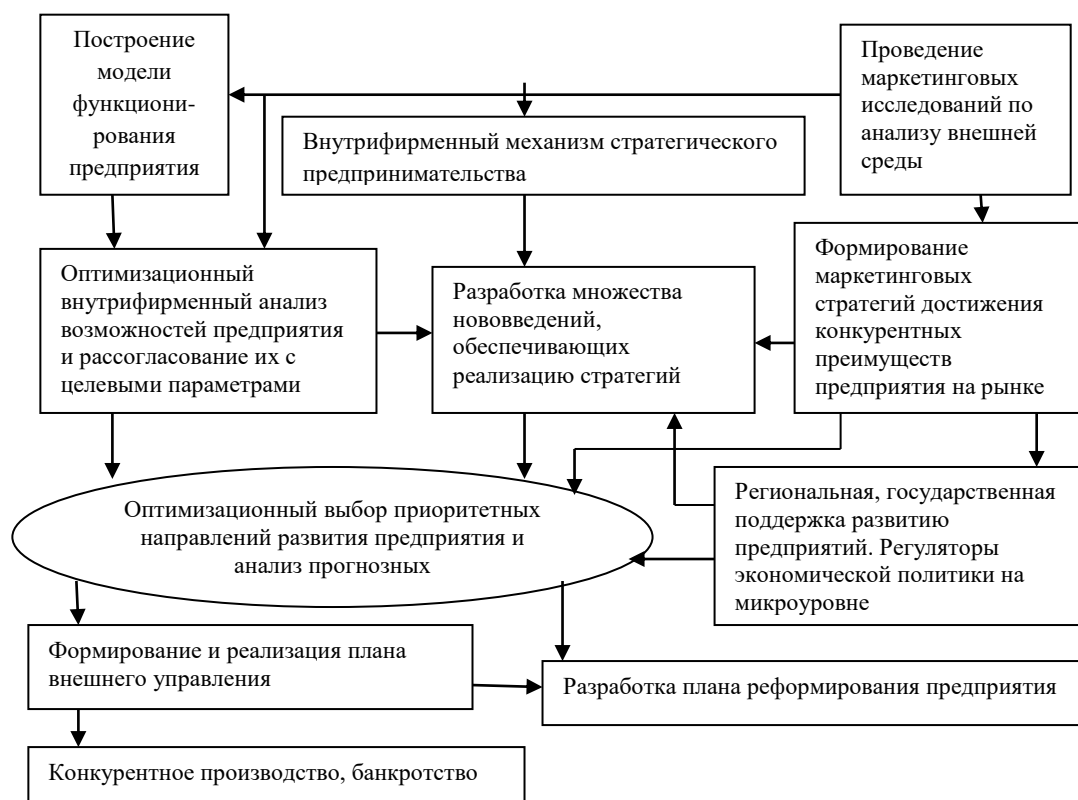 Построение
модели
функциони-
рования
предприятия
Проведение
маркетинговых
исследований по
анализу внешней
среды
Внутрифирменный механизм стратегического
предпринимательства
Оптимизационный
внутрифирменный анализ
возможностей предприятия
и рассогласование их с
целевыми параметрами
Разработка множества
нововведений,
обеспечивающих
реализацию стратегий
Формирование
маркетинговых
стратегий достижения
конкурентных
преимуществ
предприятия на рынке
Оптимизационный выбор приоритетных
направлений развития предприятия и
анализ прогнозных
Региональная, государственная
поддержка развитию
предприятий. Регуляторы
экономической политики на
микроуровне
Формирование и реализация плана
внешнего управления
Разработка плана реформирования предприятия
Конкурентное производство, банкротство